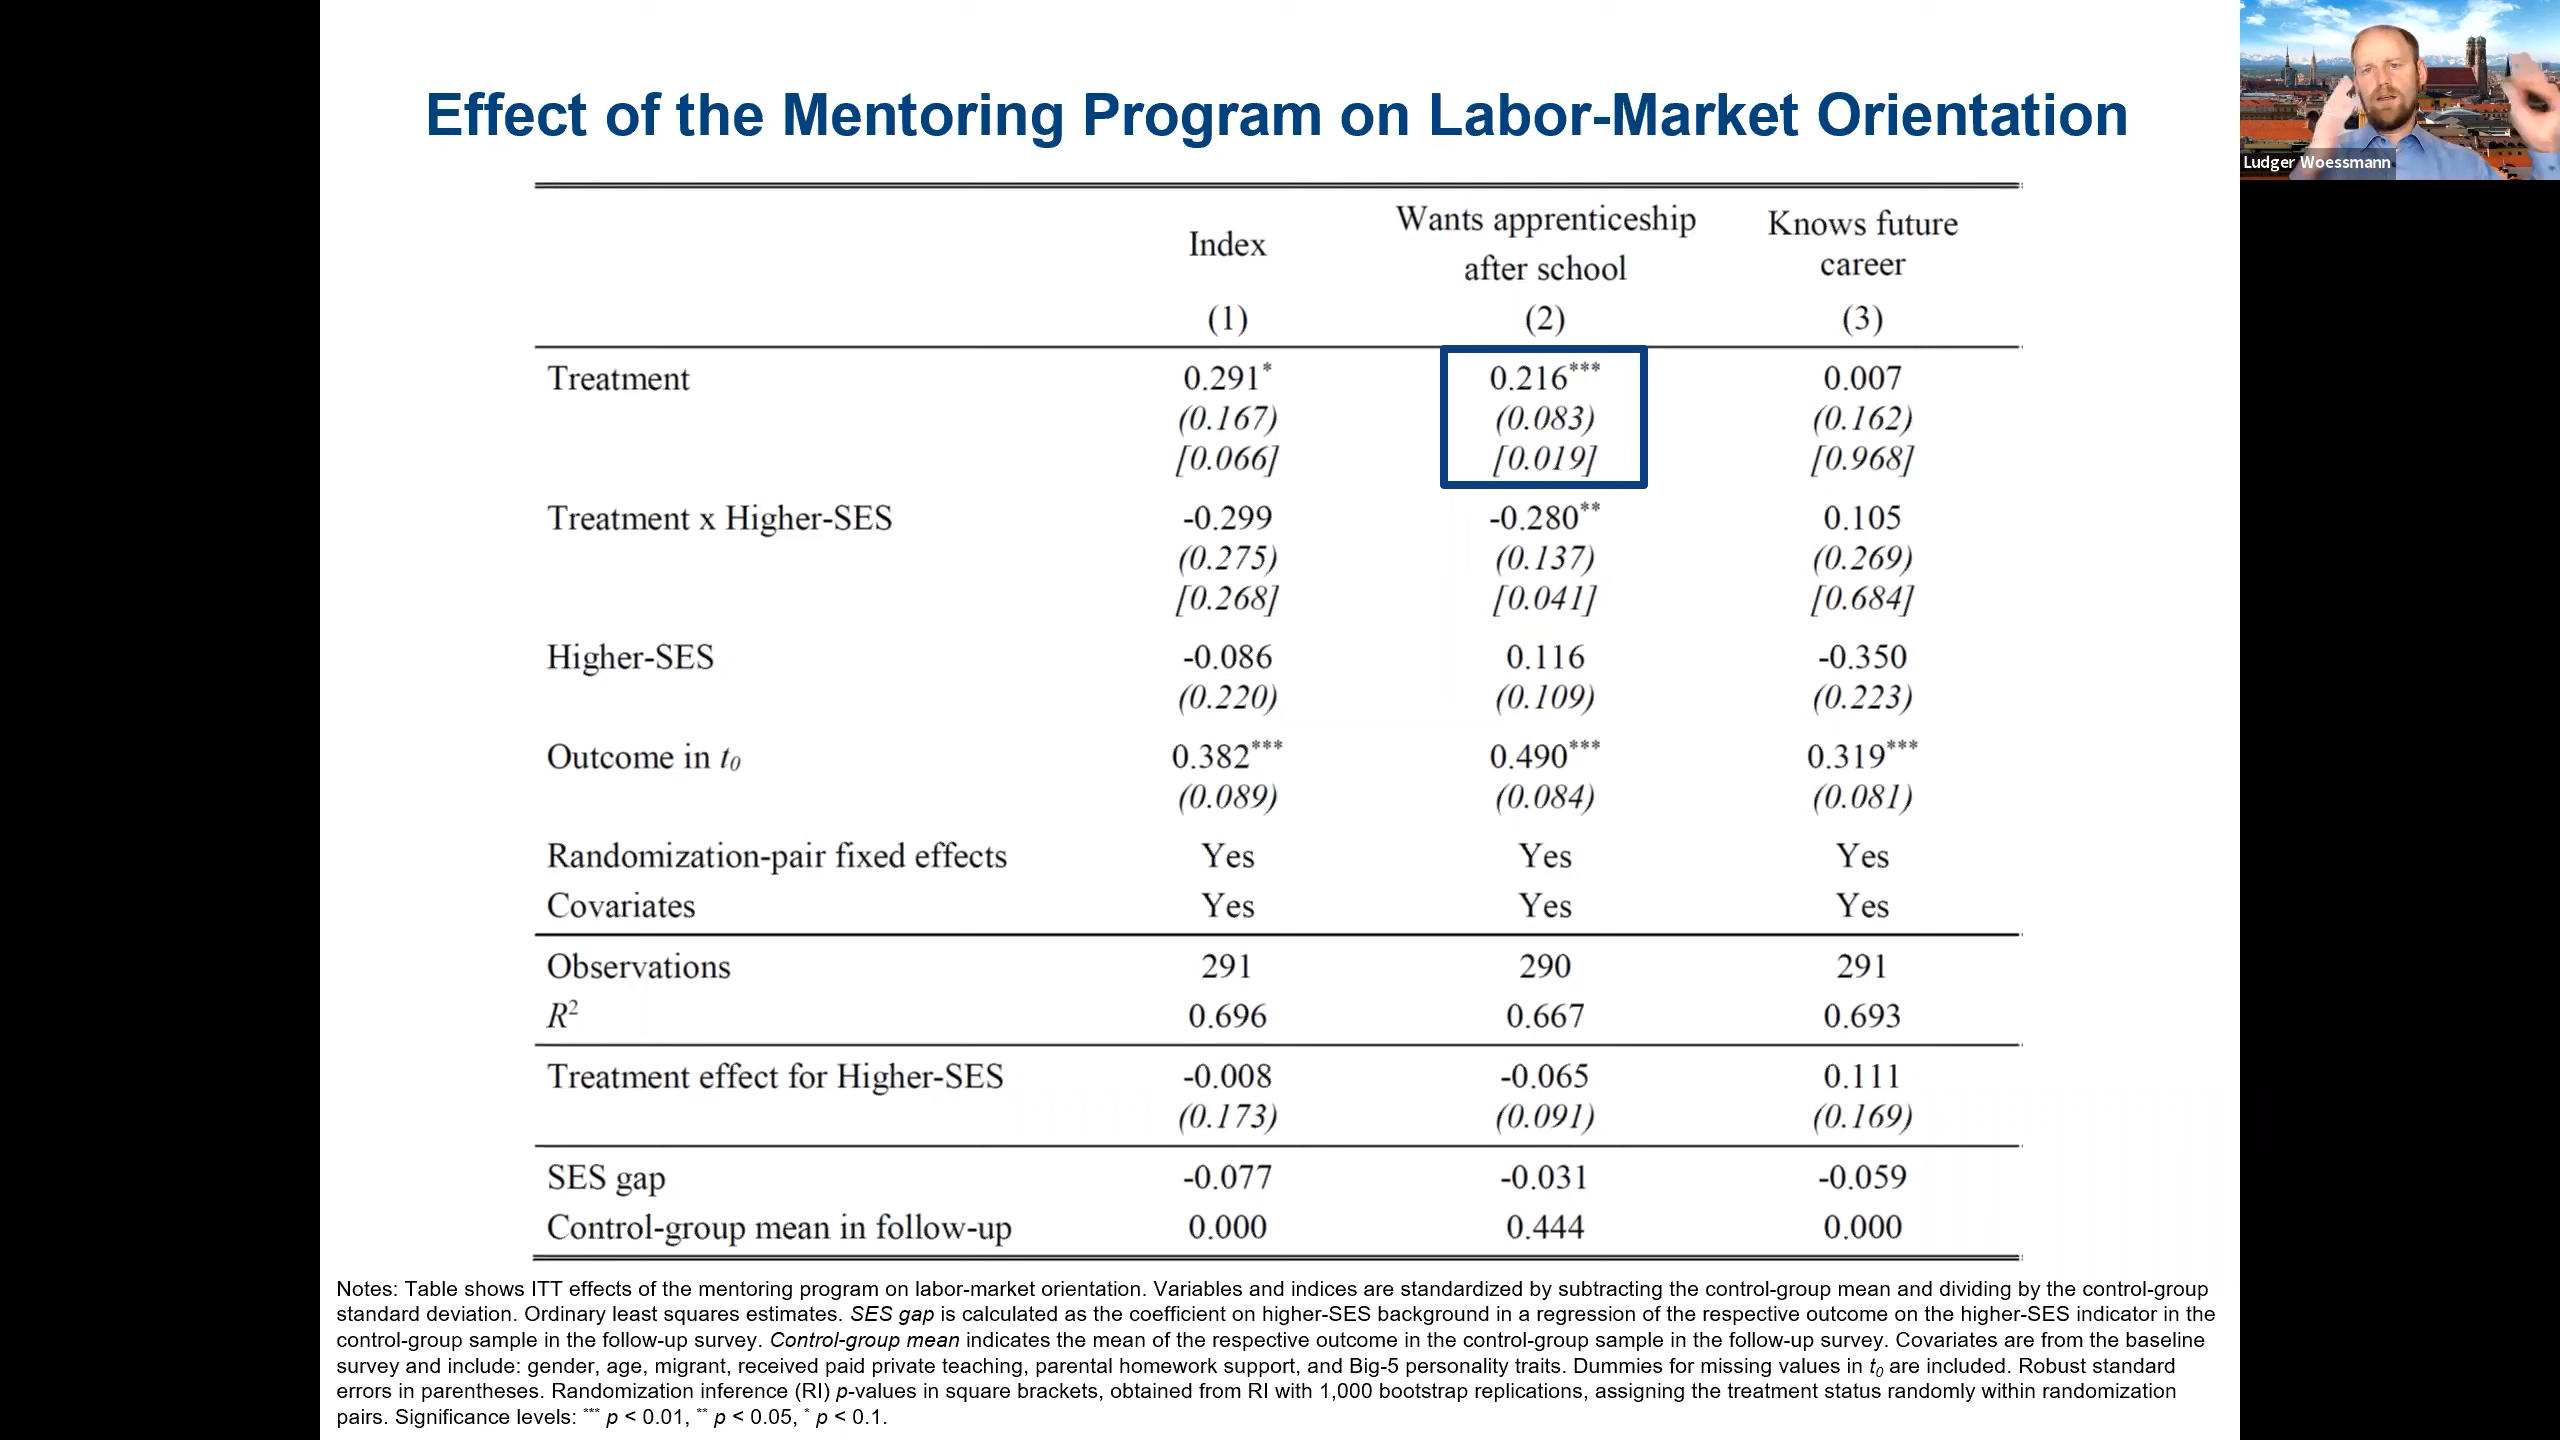 Effect of the Mentoring Program on Labor-Market Orientation
Ludger Woessmann
Index Wants apprenticeship after school Knows future career
(1) (2) (3)
Treatment 0.291* 0.216*** 0.007
(0.167) (0.083) (0.162)
[0.066] [0.019] [0.968]
Treatment x Higher-SES -0.299 -0.280** 0.105
(0.275) (0.137) (0.269)
[0.268] [0.041] [0.684]
Higher-SES -0.086 0.116 -0.350
(0.220) (0.109) (0.223)
Outcome in t0 0.382*** 0.490*** 0.319***
(0.089) (0.084) (0.081)
Randomization-pair fixed effects Yes Yes Yes
Covariates Yes Yes Yes
Observations 291 290 291
R² 0.696 0.667 0.693
Treatment effect for Higher-SES -0.008 -0.065 0.111
(0.173) (0.091) (0.169)
SES gap -0.077 -0.031 -0.059
Control-group mean in follow-up 0.000 0.444 0.000
Notes: Table shows ITT effects of the mentoring program on labor-market orientation. Variables and indices are standardized by subtracting the control-group mean and dividing by the control-group
standard deviation. Ordinary least squares estimates. SES gap is calculated as the coefficient on higher-SES background in a regression of the respective outcome on the higher-SES indicator in the
control-group sample in the follow-up survey. Control-group mean indicates the mean of the respective outcome in the control-group sample in the follow-up survey. Covariates are from the baseline
survey and include: gender, age, migrant, received paid private teaching, parental homework support, and Big-5 personality traits. Dummies for missing values in t0 are included. Robust standard
errors in parentheses. Randomization inference (RI) p-values in square brackets, obtained from RI with 1,000 bootstrap replications, assigning the treatment status randomly within randomization
pairs. Significance levels: *** p < 0.01, ** p < 0.05, * p < 0.1.